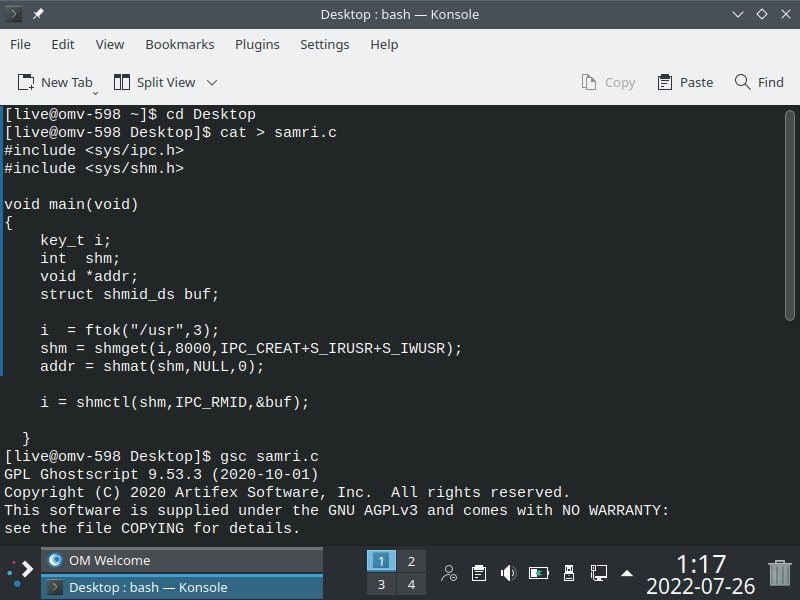 Desktop : bash — Konsole
File Edit View Bookmarks Plugins Settings Help
New Tab Split View Copy Paste Find
[live@omv-598 ~]$ cd Desktop
[live@omv-598 Desktop]$ cat > samri.c
#include <sys/ipc.h>
#include <sys/shm.h>

void main(void)
{
    key_t i;
    int  shm;
    void *addr;
    struct shmid_ds buf;

    i  = ftok("/usr",3);
    shm = shmget(i,8000,IPC_CREAT+S_IRUSR+S_IWUSR);
    addr = shmat(shm,NULL,0);

    i = shmctl(shm,IPC_RMID,&buf);

  }
[live@omv-598 Desktop]$ gsc samri.c
GPL Ghostscript 9.53.3 (2020-10-01)
Copyright (C) 2020 Artifex Software, Inc.  All rights reserved.
This software is supplied under the GNU AGPLv3 and comes with NO WARRANTY:
see the file COPYING for details.
OM Welcome
Desktop : bash — Konsole
1 2
3 4
1:17
2022-07-26